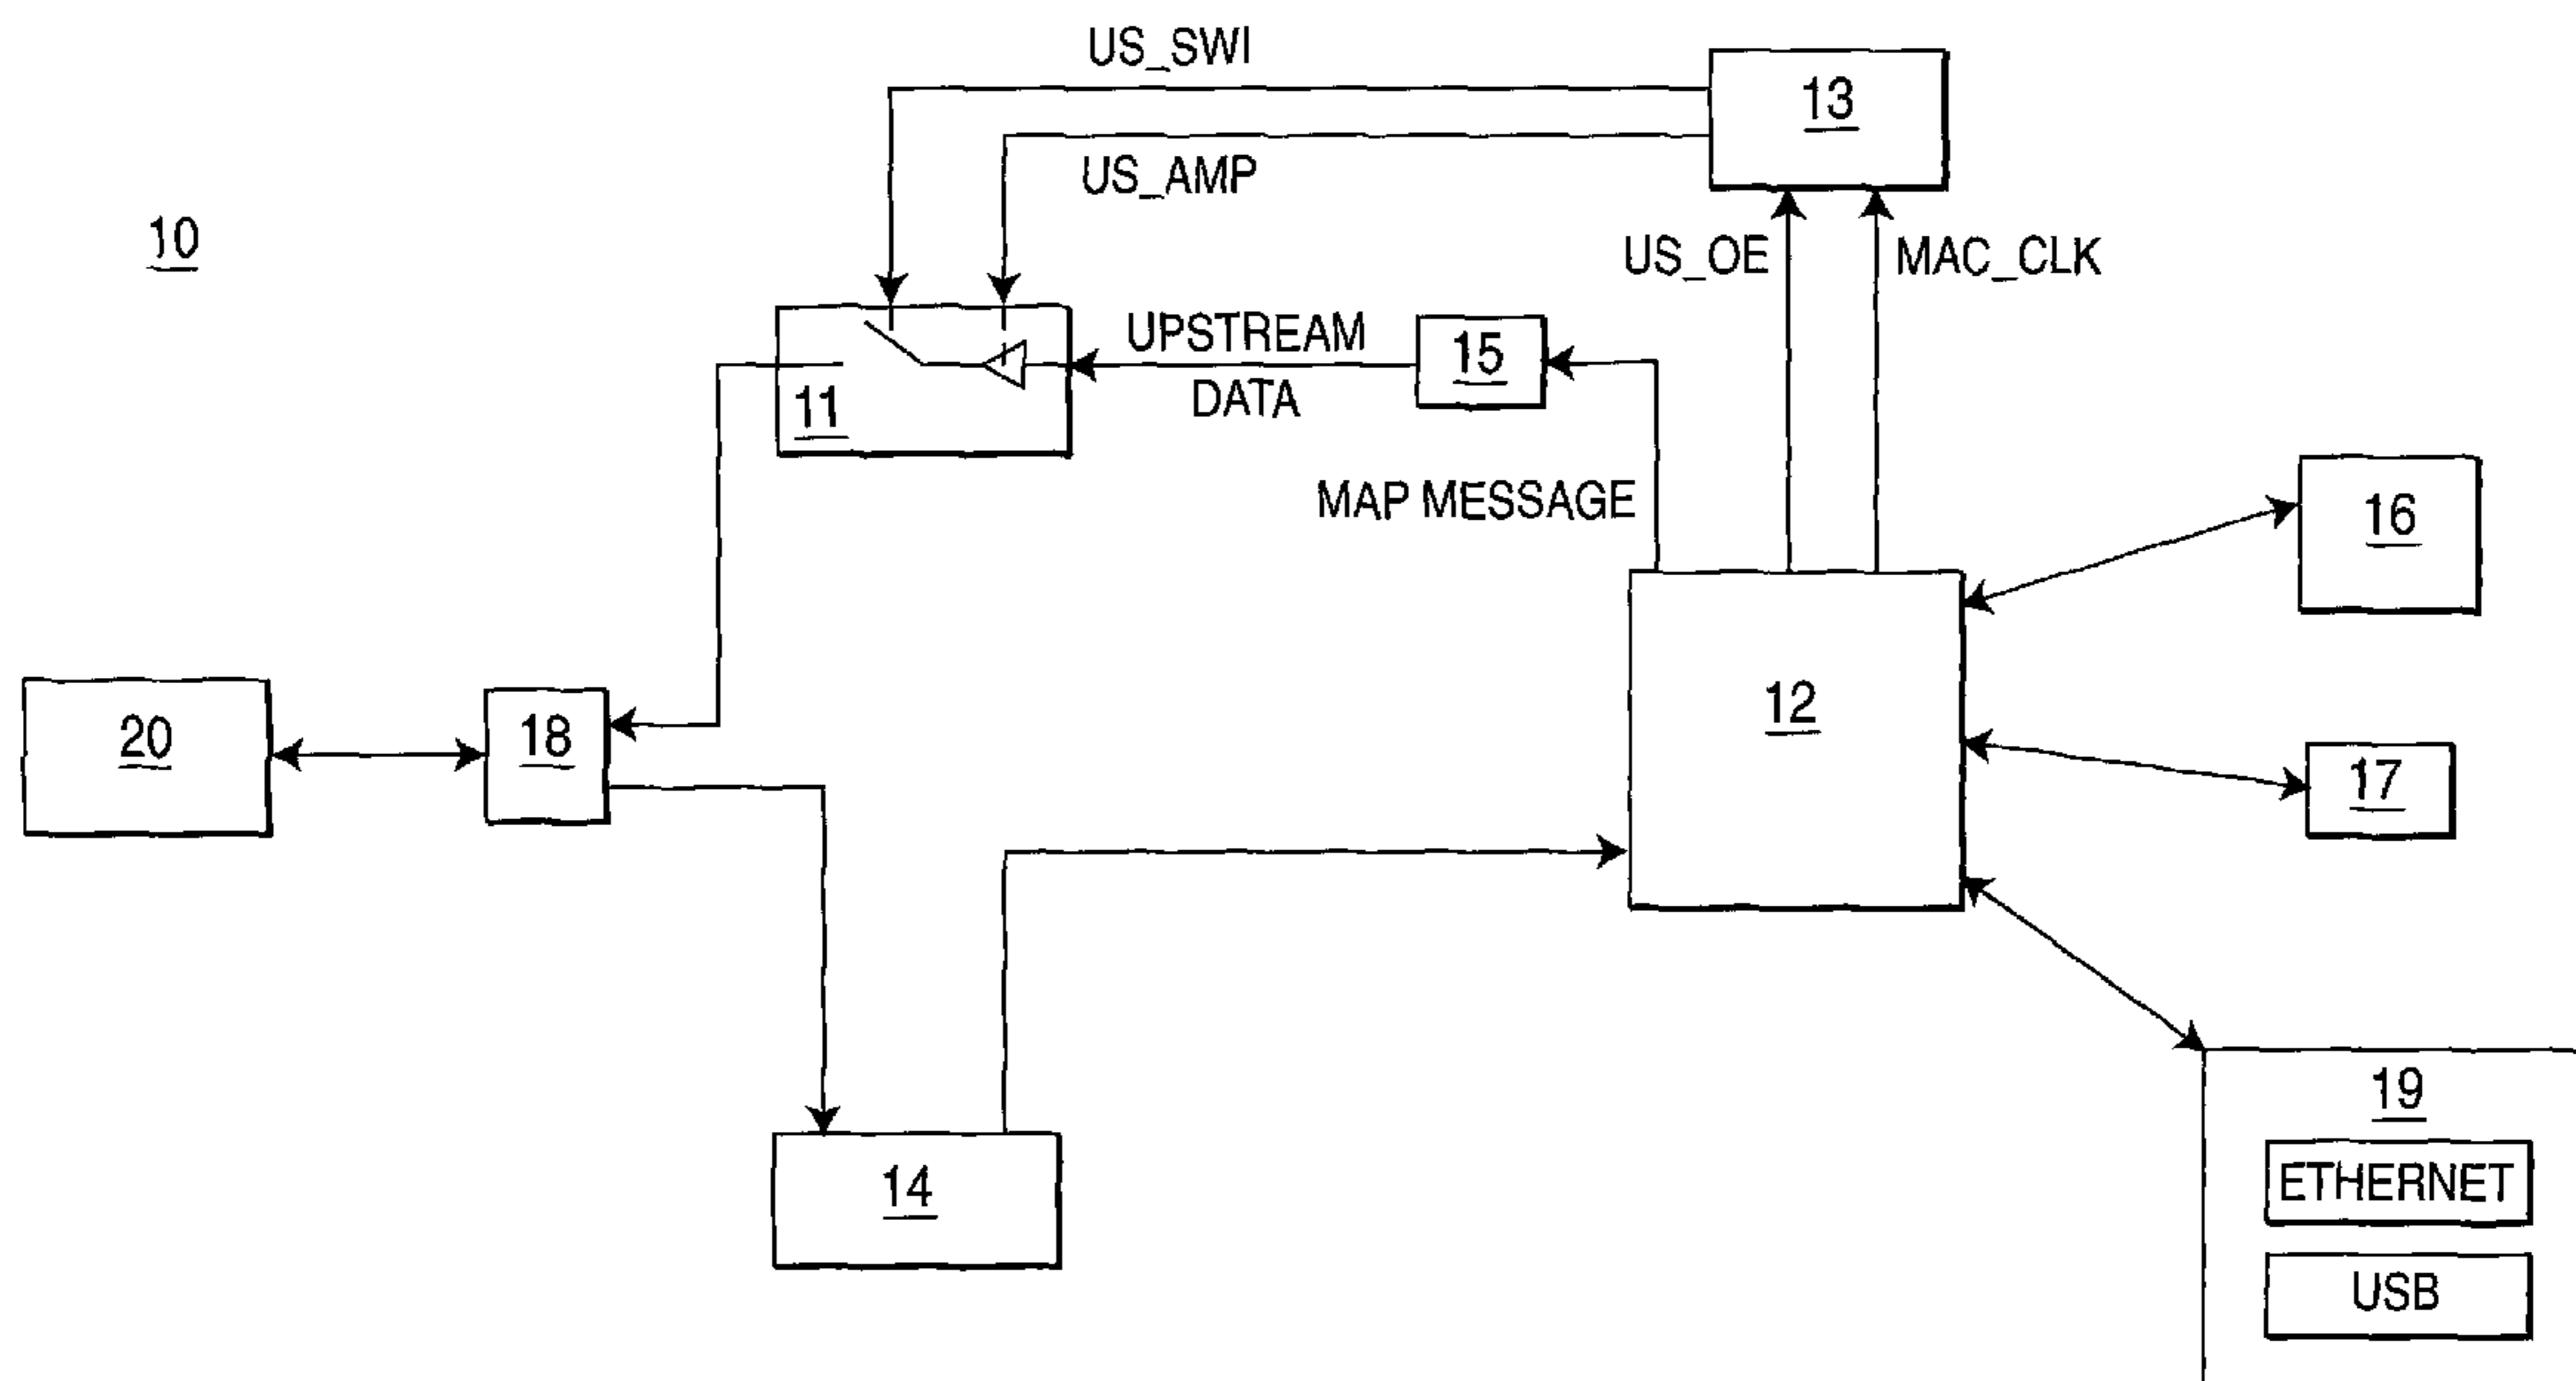 US_SWI
13
US_AMP
10
US_OE
MAC_CLK
UPSTREAM
DATA
15
11
MAP MESSAGE
16
12
20
18
17
19
14
ETHERNET
USB